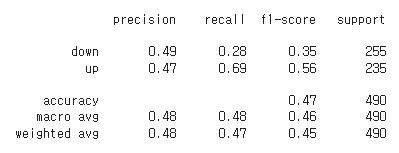 precision recall f1-score support
down 0.49 0.28 0.35 255
up 0.47 0.69 0.56 235
accuracy 0.47 490
macro avg 0.48 0.48 0.46 490
weighted avg 0.48 0.47 0.45 490